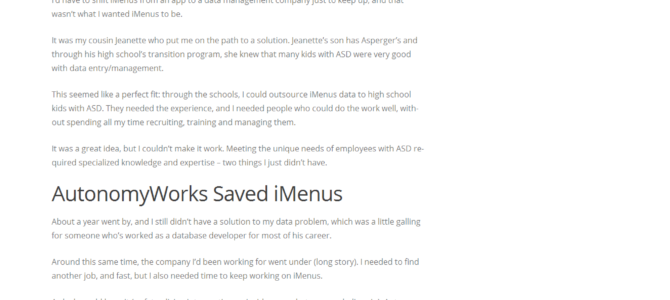 I'd have to shift iMenus from an app to a data management company just to keep up, and that
wasn't what I wanted iMenus to be.
It was my cousin Jeanette who put me on the path to a solution. Jeanette's son has Asperger's and
through his high school's transition program, she knew that many kids with ASD were very good
with data entry/management.
This seemed like a perfect fit: through the schools, I could outsource iMenus data to high school
kids with ASD. They needed the experience, and I needed people who could do the work well, with-
out spending all my time recruiting, training and managing them.
It was a great idea, but I couldn't make it work. Meeting the unique needs of employees with ASD re-
quired specialized knowledge and expertise – two things I just didn't have.
AutonomyWorks Saved iMenus
About a year went by, and I still didn't have a solution to my data problem, which was a little galling
for someone who's worked as a database developer for most of his career.
Around this same time, the company I'd been working for went under (long story). I needed to find
another job, and fast, but I also needed time to keep working on iMenus.